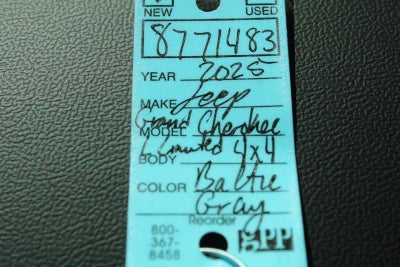 NEW USED
8771483
YEAR 2025
MAKE Jeep
MODEL Grand Cherokee
BODY Limited 4x4
COLOR Baltic
Gray
Reorder
800-
367-
8458
gpp